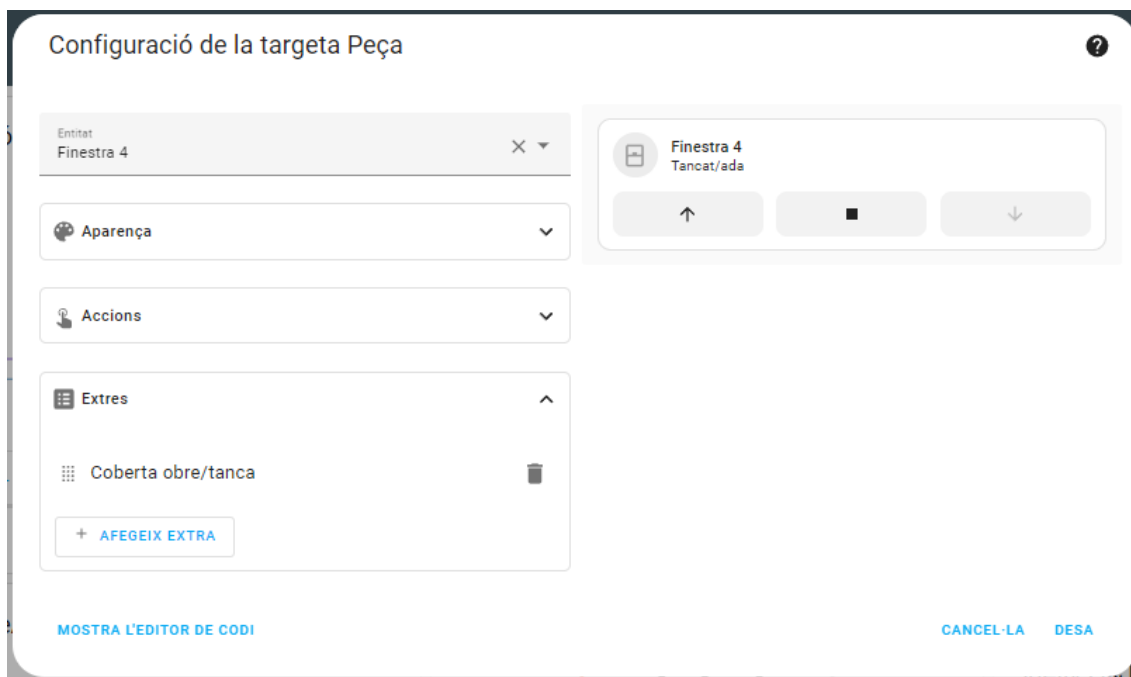 Configuració de la targeta Peça
Entitat
Finestra 4
Aparença
Accions
Extres
Coberta obre/tanca
+ AFEGEIX EXTRA
MOSTRA L'EDITOR DE CODI
Finestra 4
Tancat/ada
CANCEL·LA
DESA